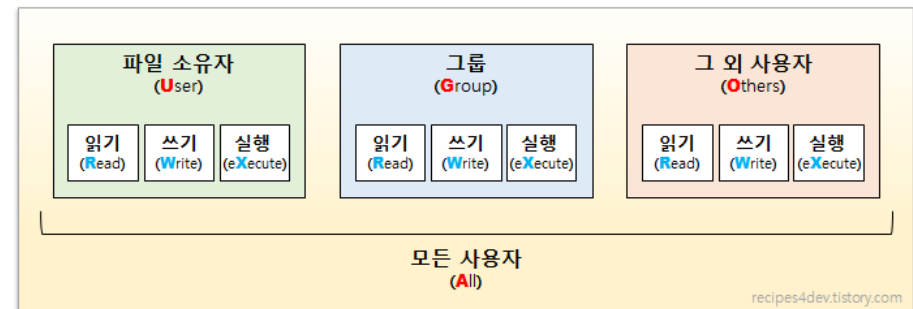 파일 소유자
(User)
읽기
(Read)
쓰기
(Write)
실행
(eXecute)
그룹
(Group)
읽기
(Read)
쓰기
(Write)
실행
(eXecute)
그 외 사용자
(Others)
읽기
(Read)
쓰기
(Write)
실행
(eXecute)
모든 사용자
(All)
recipes4dev.tistory.com